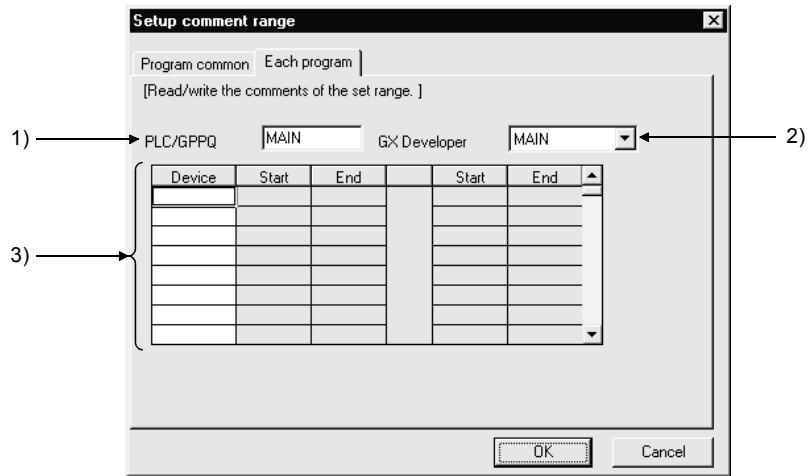 Setup comment range
Program common Each program
[Read/write the comments of the set range. ]
1) PLC/GPPQ MAIN GX Developer MAIN 2)
Device Start End Start End
3)
OK Cancel